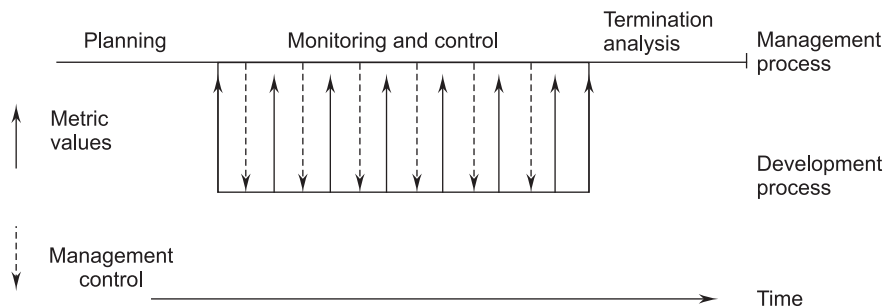 Planning
Monitoring and control
Termination
analysis
Management
process
Metric
values
Development
process
Management
control
Time